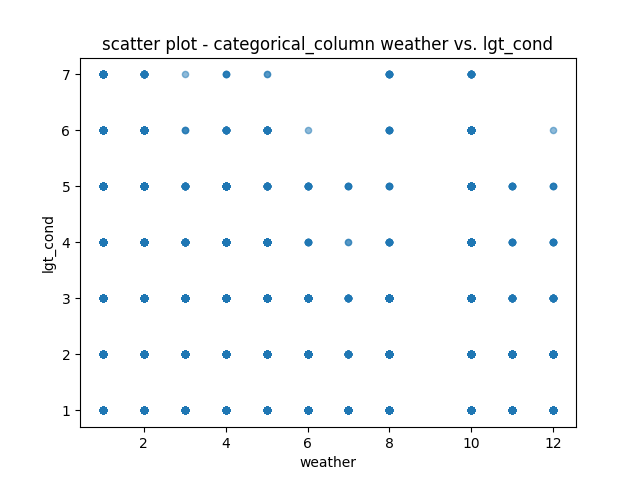 scatter plot - categorical_column weather vs. lgt_cond
7
6
5
4
3
2
1
lgt_cond
2 4 6 8 10 12
weather